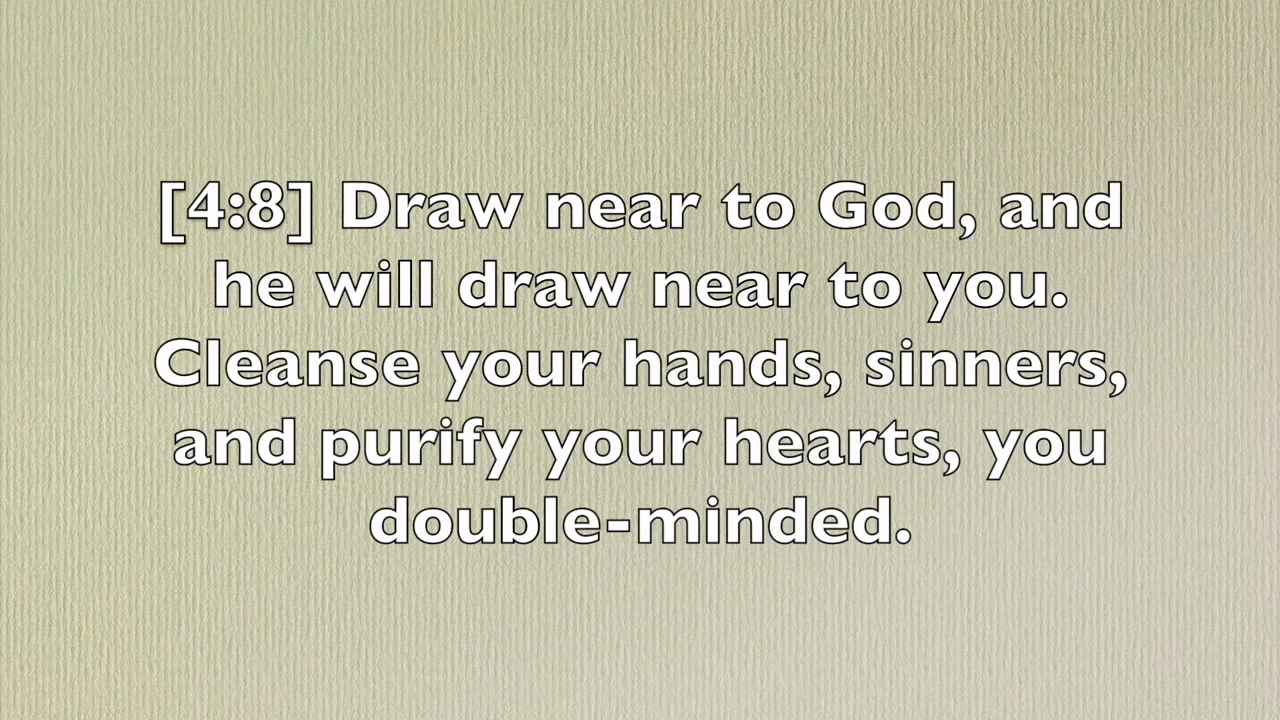 [4:8] Draw near to God, and
he will draw near to you.
Cleanse your hands, sinners,
and purify your hearts, you
double-minded.